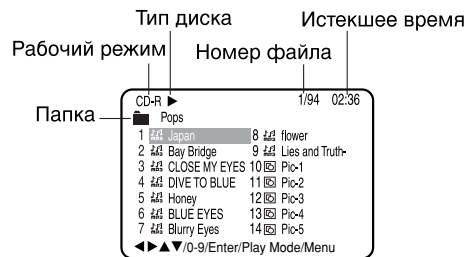 Тип диска
Истекшее время
Рабочий режим
Номер файла
Папка
CD-R ▶ 1/94 02:36
Pops
1 Japan 8 flower
2 Bay Bridge 9 Lies and Truth-
3 CLOSE MY EYES 10 Pic-1
4 DIVE TO BLUE 11 Pic-2
5 Honey 12 Pic-3
6 BLUE EYES 13 Pic-4
7 Blurry Eyes 14 Pic-5
◀▶▲▼/0-9/Enter/Play Mode/Menu